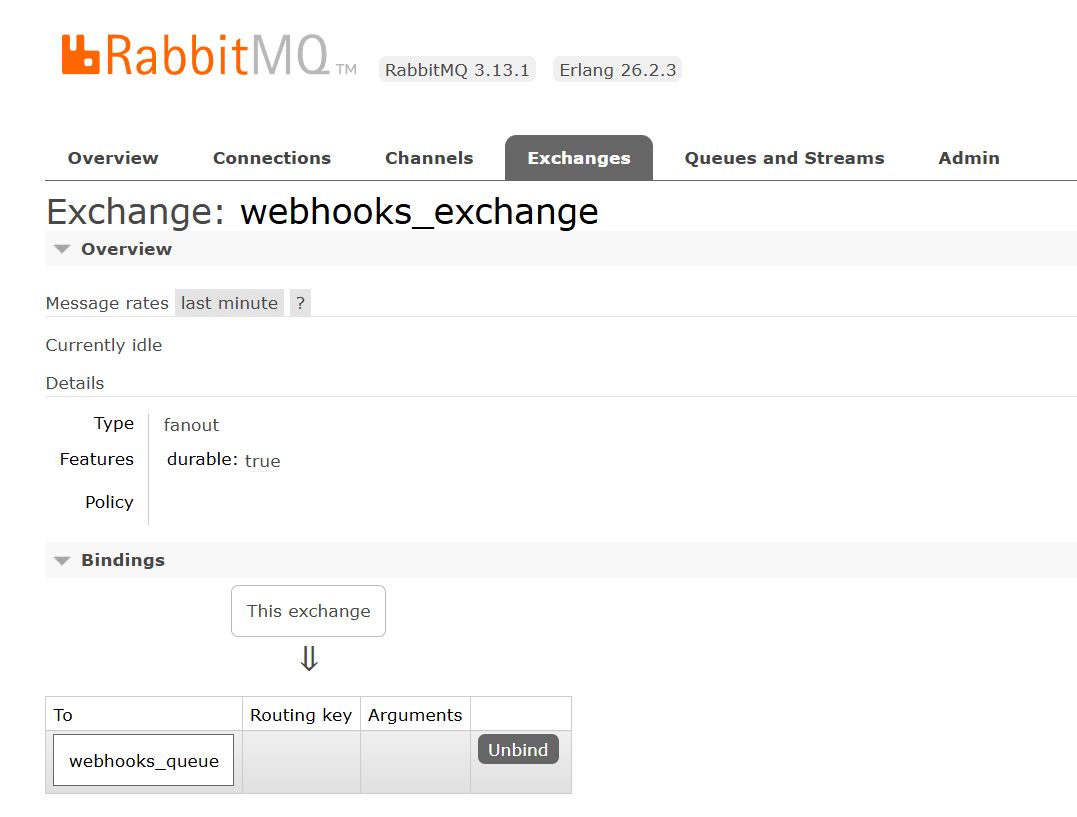 RabbitMQ TM RabbitMQ 3.13.1 Erlang 26.2.3
Overview Connections Channels Exchanges Queues and Streams Admin
Exchange: webhooks_exchange
Overview
Message rates last minute ?
Currently idle
Details
Type fanout
Features durable: true
Policy
Bindings
This exchange
⇓
To Routing key Arguments
webhooks_queue Unbind